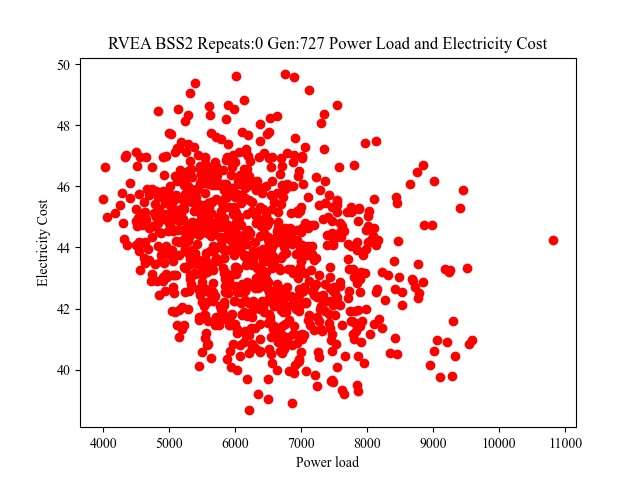 RVEA BSS2 Repeats:0 Gen:727 Power Load and Electricity Cost
50
48
46
44
42
40
Electricity Cost
4000 5000 6000 7000 8000 9000 10000 11000
Power load